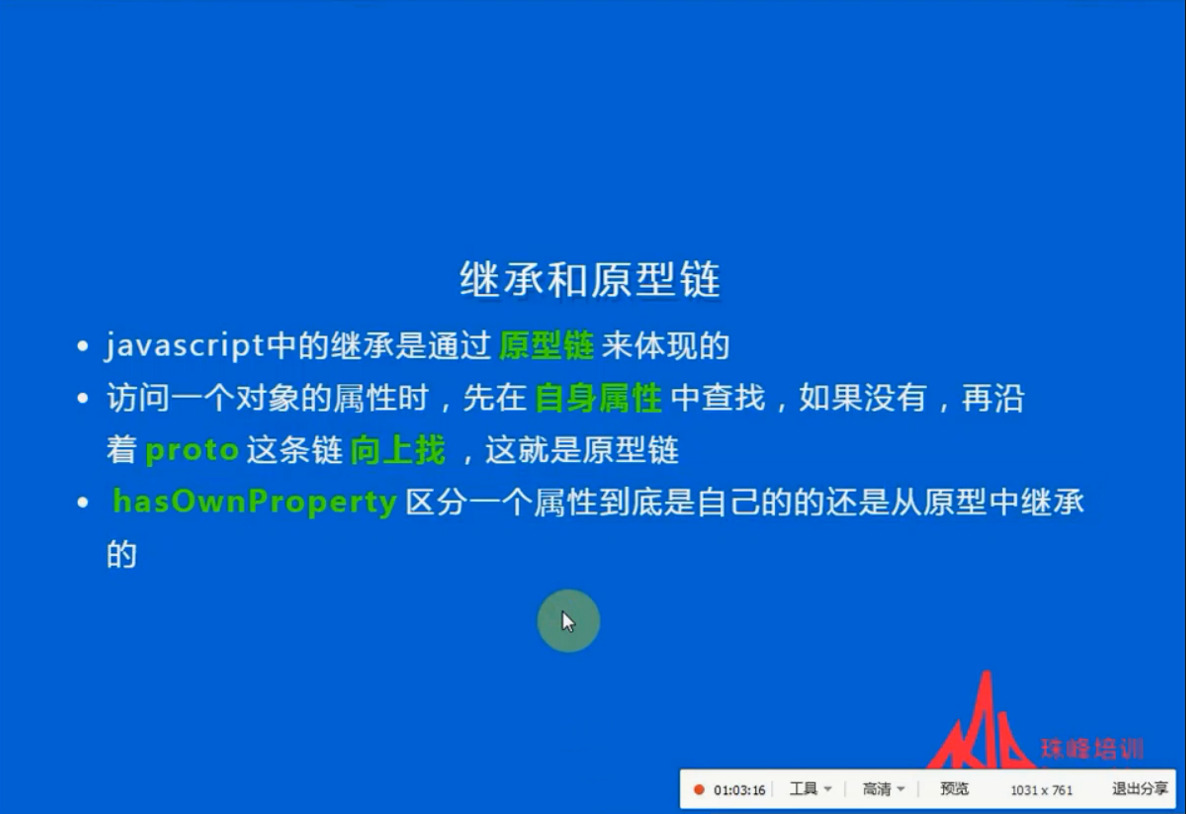 继承和原型链
javascript中的继承是通过 原型链 来体现的
访问一个对象的属性时，先在 自身属性 中查找，如果没有，再沿
着 proto 这条链 向上找 ，这就是原型链
hasOwnProperty 区分一个属性到底是自己的的还是从原型中继承
的
珠峰培训
01:03:16 工具 高清 预览 1031 x 761 退出分享